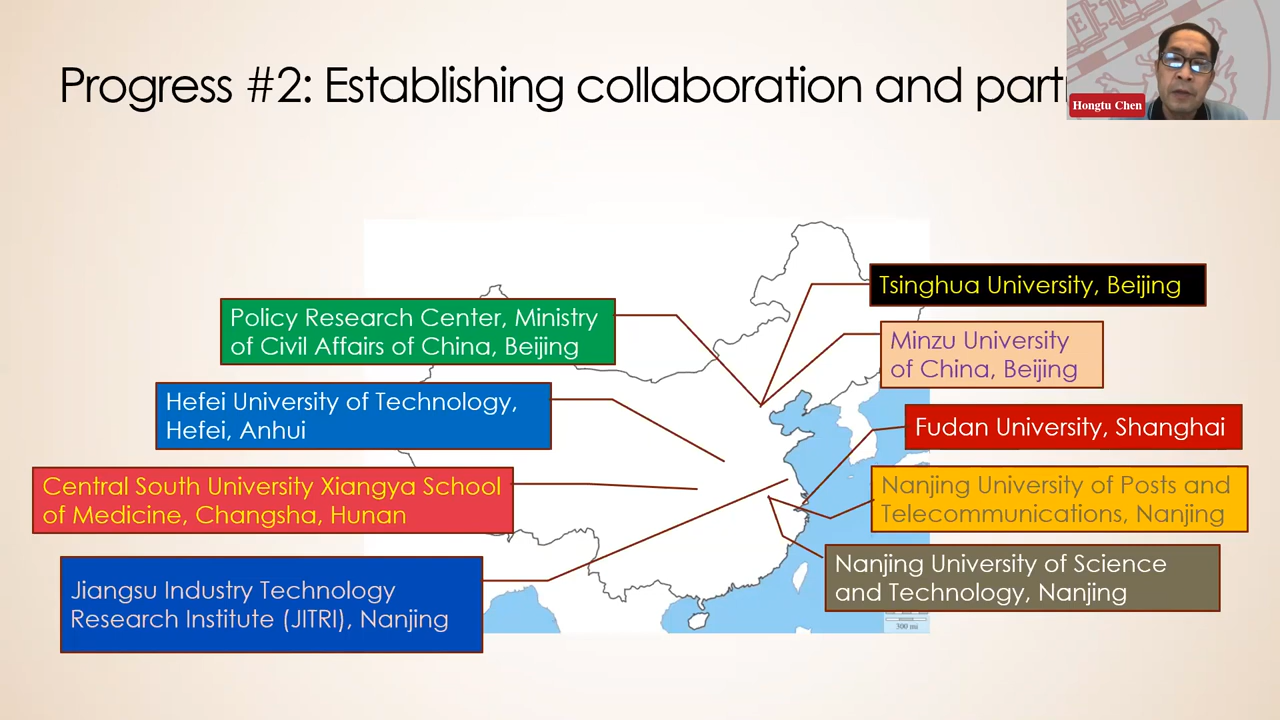 Progress #2: Establishing collaboration and part
Hongtu Chen
Policy Research Center, Ministry
of Civil Affairs of China, Beijing
Hefei University of Technology,
Hefei, Anhui
Central South University Xiangya School
of Medicine, Changsha, Hunan
Jiangsu Industry Technology
Research Institute (JITRI), Nanjing
Tsinghua University, Beijing
Minzu University
of China, Beijing
Fudan University, Shanghai
Nanjing University of Posts and
Telecommunications, Nanjing
Nanjing University of Science
and Technology, Nanjing
300 mi